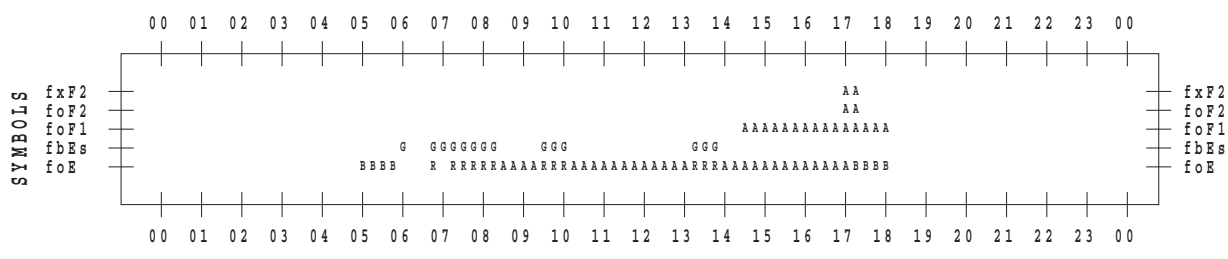 00 01 02 03 04 05 06 07 08 09 10 11 12 13 14 15 16 17 18 19 20 21 22 23 00
SYMBOLS
fxF2 AA fxF2
foF2 AA foF2
foF1 AAAAAAAAAAAAAAA foF1
fbEs G GGGGGGG GGG GGG fbEs
foE BBBB R RRRRRAAAARRRAAAAAAAAAAAARRRAAAAAAAAAAAAABBBB foE
00 01 02 03 04 05 06 07 08 09 10 11 12 13 14 15 16 17 18 19 20 21 22 23 00